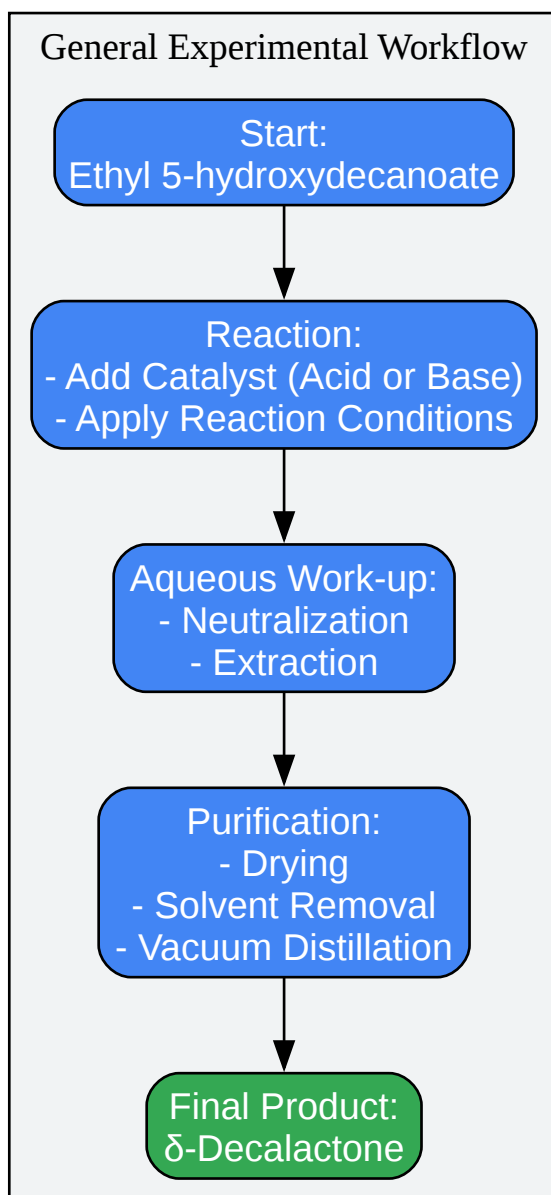 General Experimental Workflow
Start:
Ethyl 5-hydroxydecanoate
Reaction:
- Add Catalyst (Acid or Base)
- Apply Reaction Conditions
Aqueous Work-up:
- Neutralization
- Extraction
Purification:
- Drying
- Solvent Removal
- Vacuum Distillation
Final Product:
δ-Decalactone